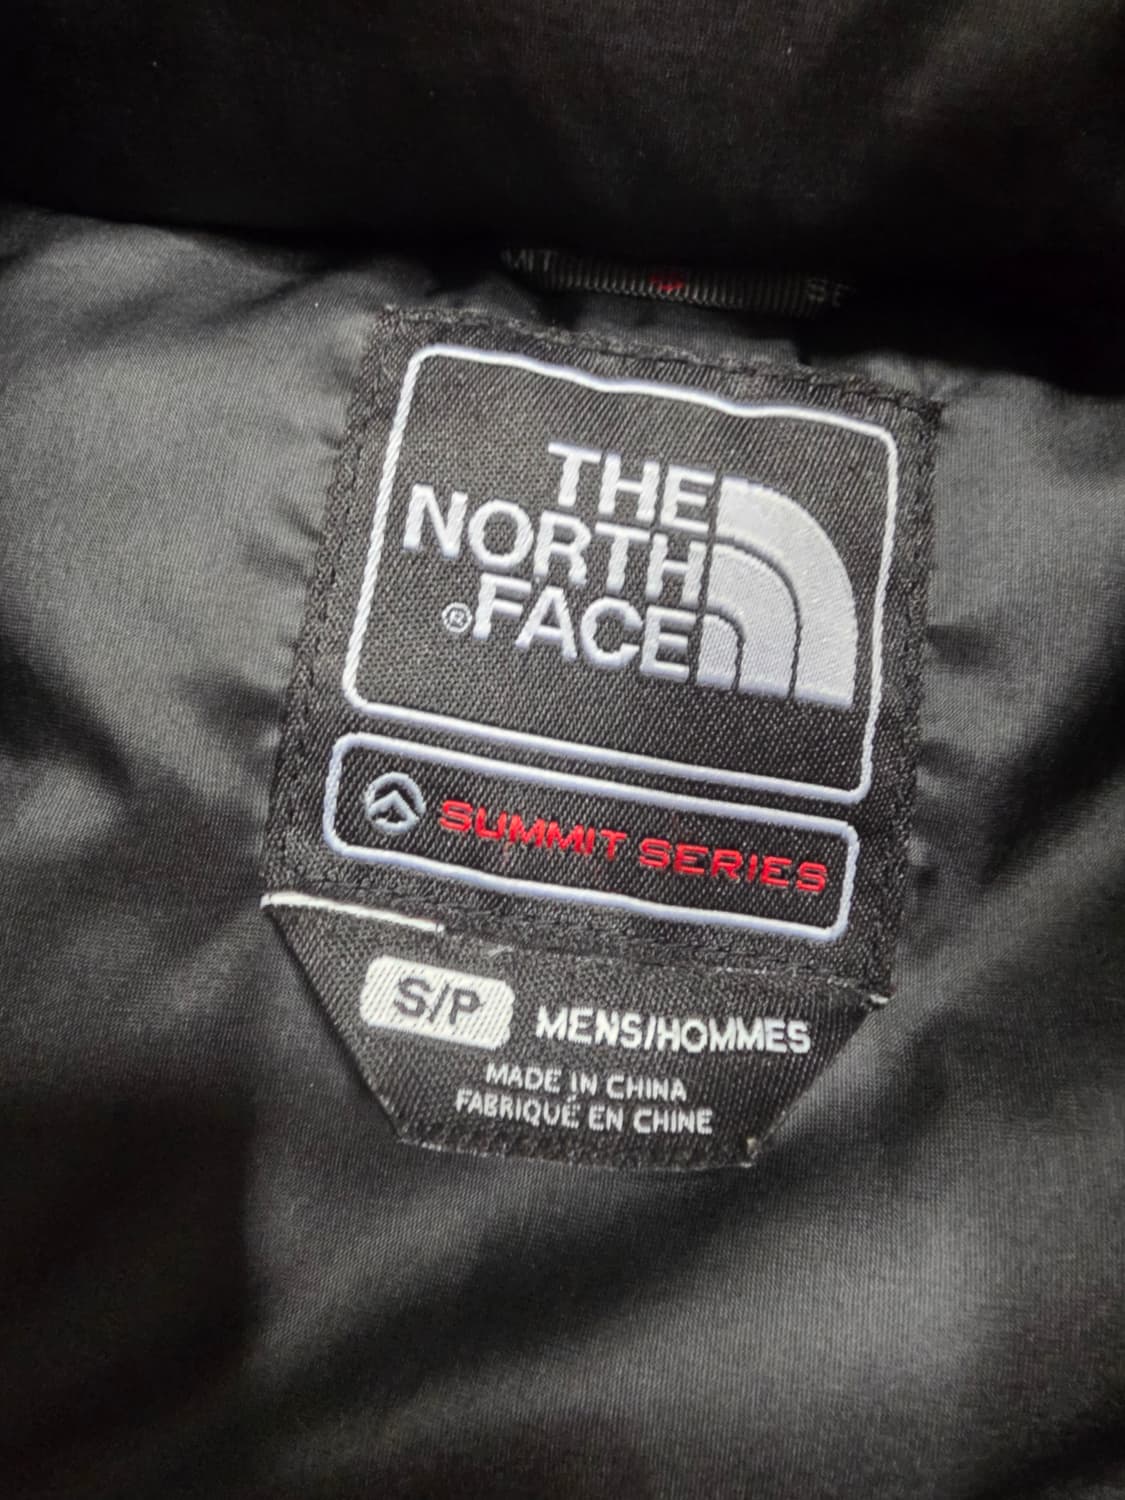 THE
NORTH
FACE®
SUMMIT SERIES
S/P MENS/HOMMES
MADE IN CHINA
FABRIQUÉ EN CHINE